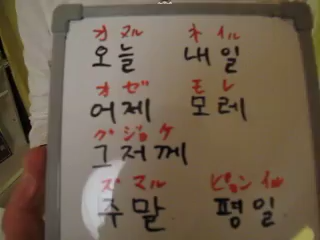 オヌル ネイル
오늘 내일
オゼ モレ
어제 모레
グジョケ
그저께
ズマル ピョンイル
주말 평일